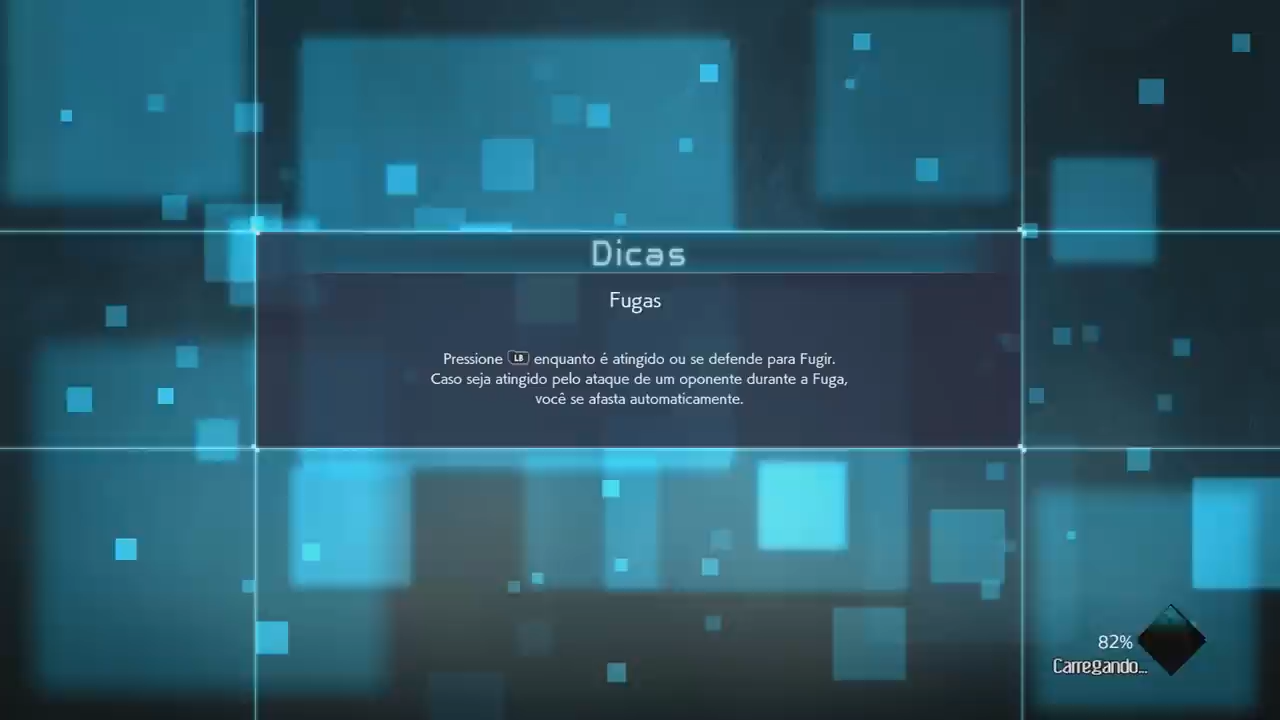 Dicas
Fugas
Pressione LB enquanto é atingido ou se defende para Fugir.
Caso seja atingido pelo ataque de um oponente durante a Fuga,
você se afasta automaticamente.
82%
Carregando...